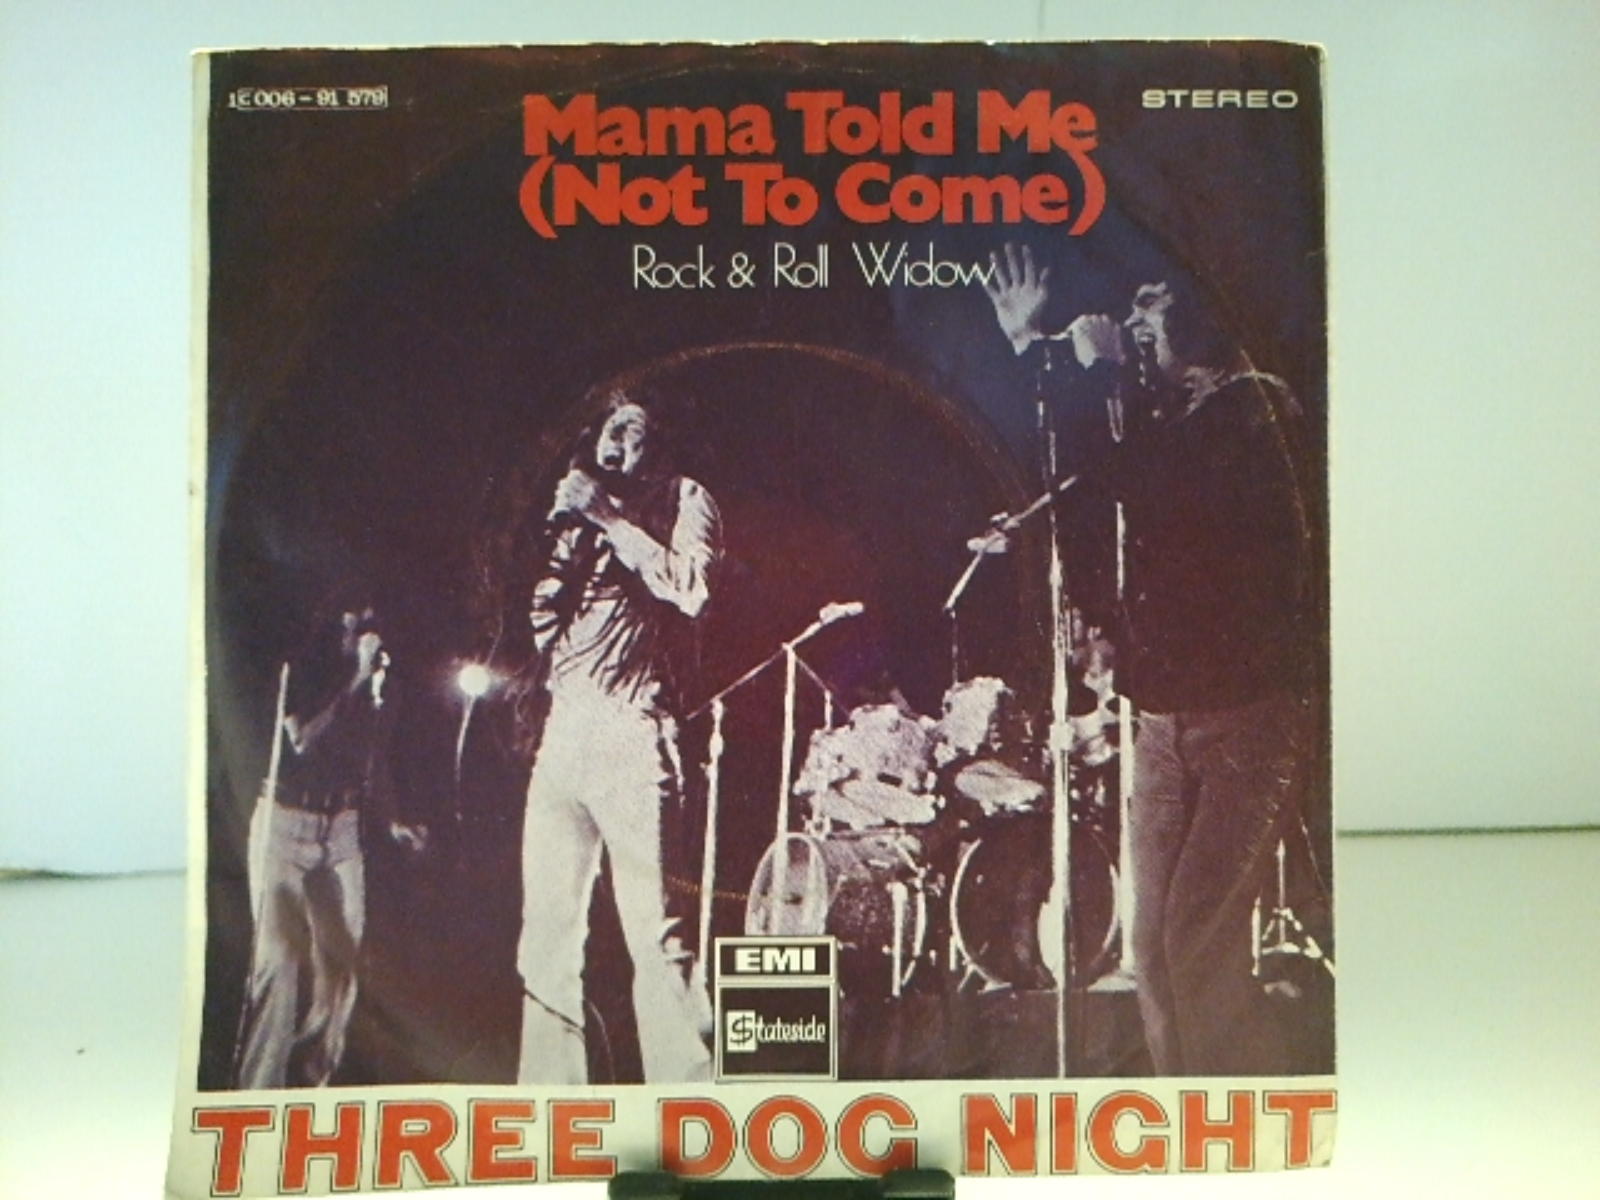 1C 006 - 91 579
STEREO
Mama Told Me
(Not To Come)
Rock & Roll Widow
EMI
Stateside
THREE DOG NIGHT